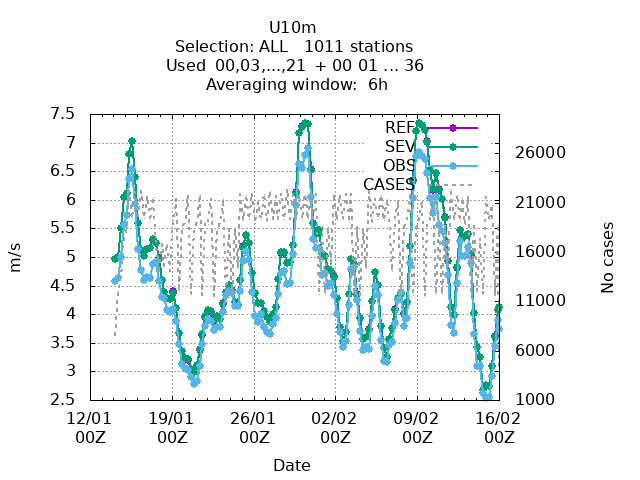 U10m
Selection: ALL   1011 stations
Used  00,03,...,21  + 00 01 ... 36
Averaging window:  6h
7.5
7
6.5
6
5.5
5
4.5
4
3.5
3
2.5
m/s
REF
SEV
OBS
CASES
26000
21000
16000
11000
6000
1000
No cases
12/01 19/01 26/01 02/02 09/02 16/02
00Z 00Z 00Z 00Z 00Z 00Z
Date